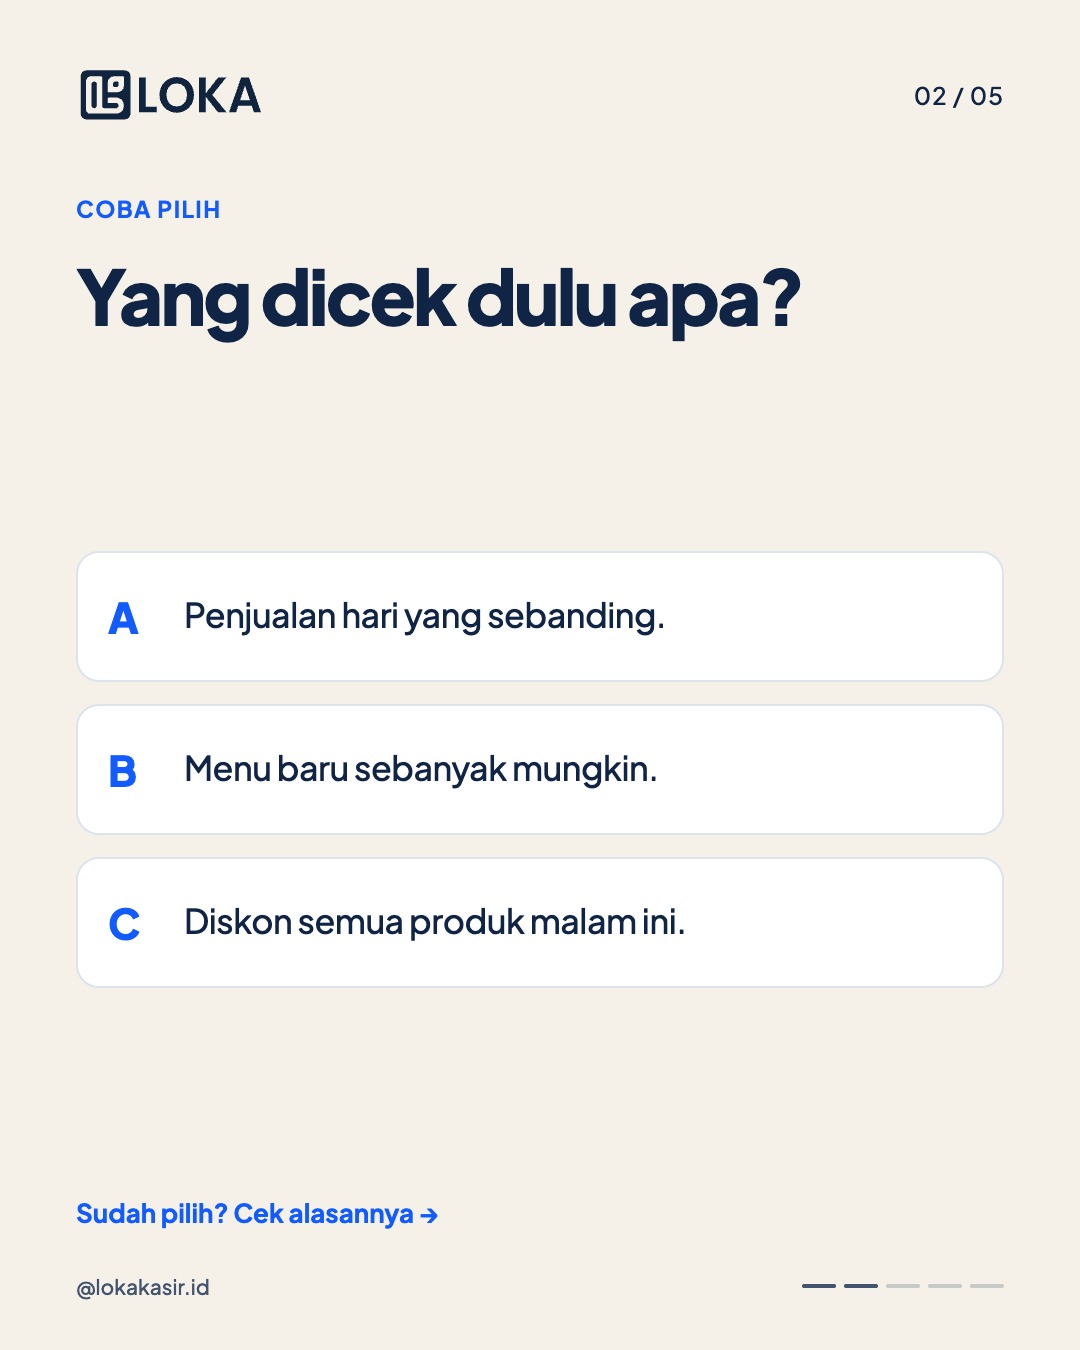 LOKA
02 / 05
COBA PILIH
Yang dicek dulu apa?
A Penjualan hari yang sebanding.
B Menu baru sebanyak mungkin.
C Diskon semua produk malam ini.
Sudah pilih? Cek alasannya →
@lokakasir.id